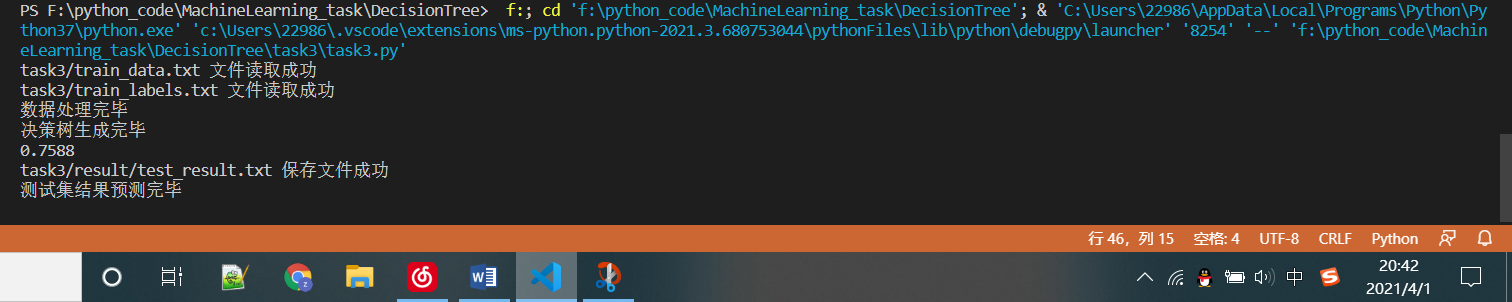 PS F:\python_code\MachineLearning_task\DecisionTree>  f:; cd 'f:\python_code\MachineLearning_task\DecisionTree'; & 'C:\Users\22986\AppData\Local\Programs\Python\Py
thon37\python.exe' 'c:\Users\22986\.vscode\extensions\ms-python.python-2021.3.680753044\pythonFiles\lib\python\debugpy\launcher' '8254' '--' 'f:\python_code\Machin
eLearning_task\DecisionTree\task3\task3.py'
task3/train_data.txt 文件读取成功
task3/train_labels.txt 文件读取成功
数据处理完毕
决策树生成完毕
0.7588
task3/result/test_result.txt 保存文件成功
测试集结果预测完毕
行 46，列 15 空格: 4 UTF-8 CRLF Python
中 20:42
2021/4/1